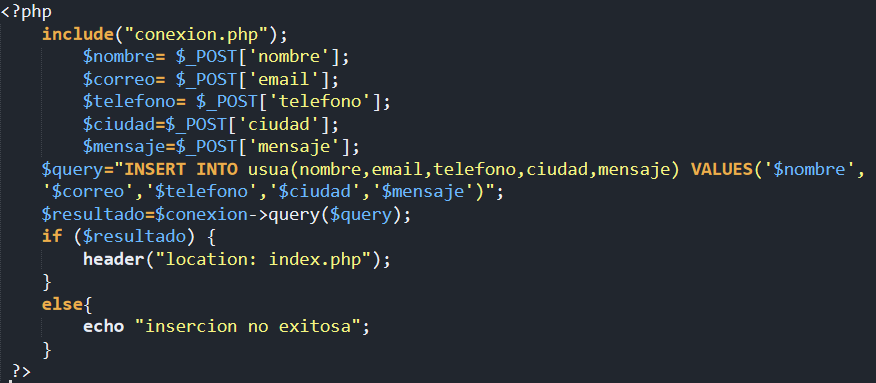 <?php
include("conexion.php");
$nombre= $_POST['nombre'];
$correo= $_POST['email'];
$telefono= $_POST['telefono'];
$ciudad=$_POST['ciudad'];
$mensaje=$_POST['mensaje'];
$query="INSERT INTO usua(nombre,email,telefono,ciudad,mensaje) VALUES('$nombre',
'$correo','$telefono','$ciudad','$mensaje')";
$resultado=$conexion->query($query);
if ($resultado) {
header("location: index.php");
}
else{
echo "insercion no exitosa";
}
?>